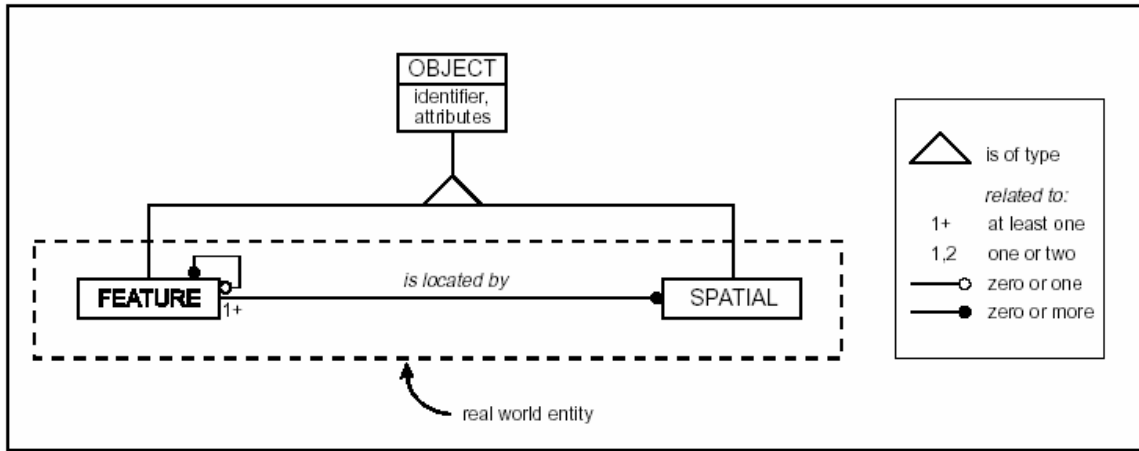 OBJECT
identifier,
attributes
is of type
related to:
1+ at least one
1,2 one or two
zero or one
zero or more
is located by
FEATURE
1+
SPATIAL
real world entity